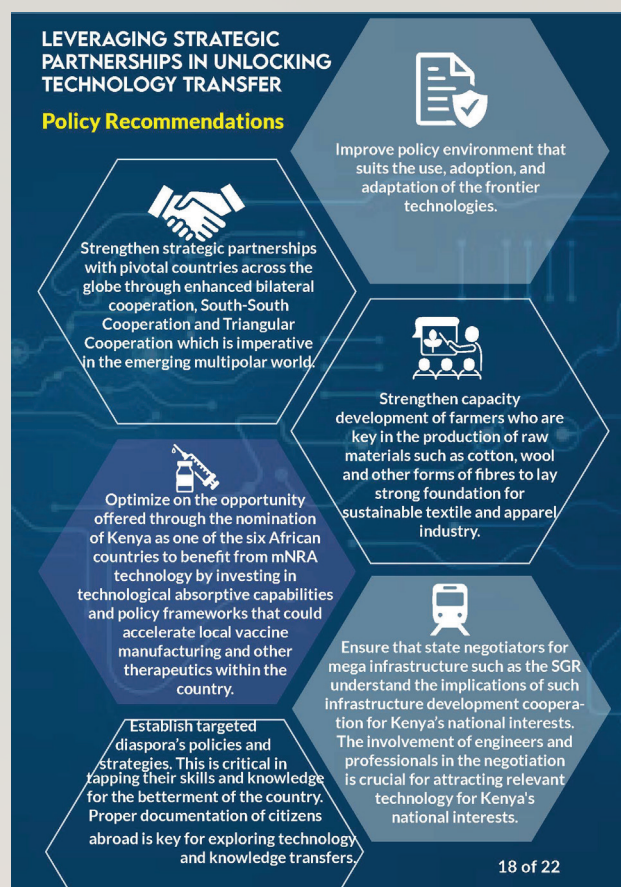 LEVERAGING STRATEGIC
PARTNERSHIPS IN UNLOCKING
TECHNOLOGY TRANSFER
Policy Recommendations
Improve policy environment that
suits the use, adoption, and
adaptation of the frontier
technologies.
Strengthen strategic partnerships
with pivotal countries across the
globe through enhanced bilateral
cooperation, South-South
Cooperation and Triangular
Cooperation which is imperative
in the emerging multipolar world.
Strengthen capacity
development of farmers who are
key in the production of raw
materials such as cotton, wool
and other forms of fibres to lay
strong foundation for
sustainable textile and apparel
industry.
Optimize on the opportunity
offered through the nomination
of Kenya as one of the six African
countries to benefit from mNRA
technology by investing in
technological absorptive capabilities
and policy frameworks that could
accelerate local vaccine
manufacturing and other
therapeutics within the
country.
Ensure that state negotiators for
mega infrastructure such as the SGR
understand the implications of such
infrastructure development coopera-
tion for Kenya's national interests.
The involvement of engineers and
professionals in the negotiation
is crucial for attracting relevant
technology for Kenya's
national interests.
Establish targeted
diaspora's policies and
strategies. This is critical in
tapping their skills and knowledge
for the betterment of the country.
Proper documentation of citizens
abroad is key for exploring technology
and knowledge transfers.
18 of 22